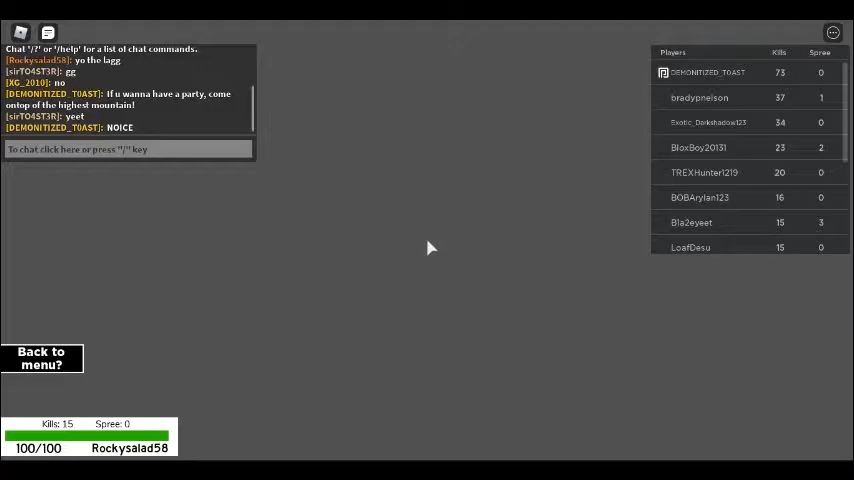 Chat '/?' or '/help' for a list of chat commands.
[Rockysalad58]: yo the lagg
[sirTO4ST3R]: gg
[XG_2010]: no
[DEMONITIZED_T0AST]: If u wanna have a party, come
ontop of the highest mountain!
[sirTO4ST3R]: yeet
[DEMONITIZED_T0AST]: NOICE
To chat click here or press "/" key
Players Kills Spree
DEMONITIZED_T0AST 73 0
bradypnelson 37 1
Exotic_Darkshadow123 34 0
BloxBoy20131 23 2
TREXHunter1219 20 0
BOBArylan123 16 0
B1a2eyeet 15 3
LoafDesu 15 0
Back to
menu?
Kills: 15 Spree: 0
100/100 Rockysalad58